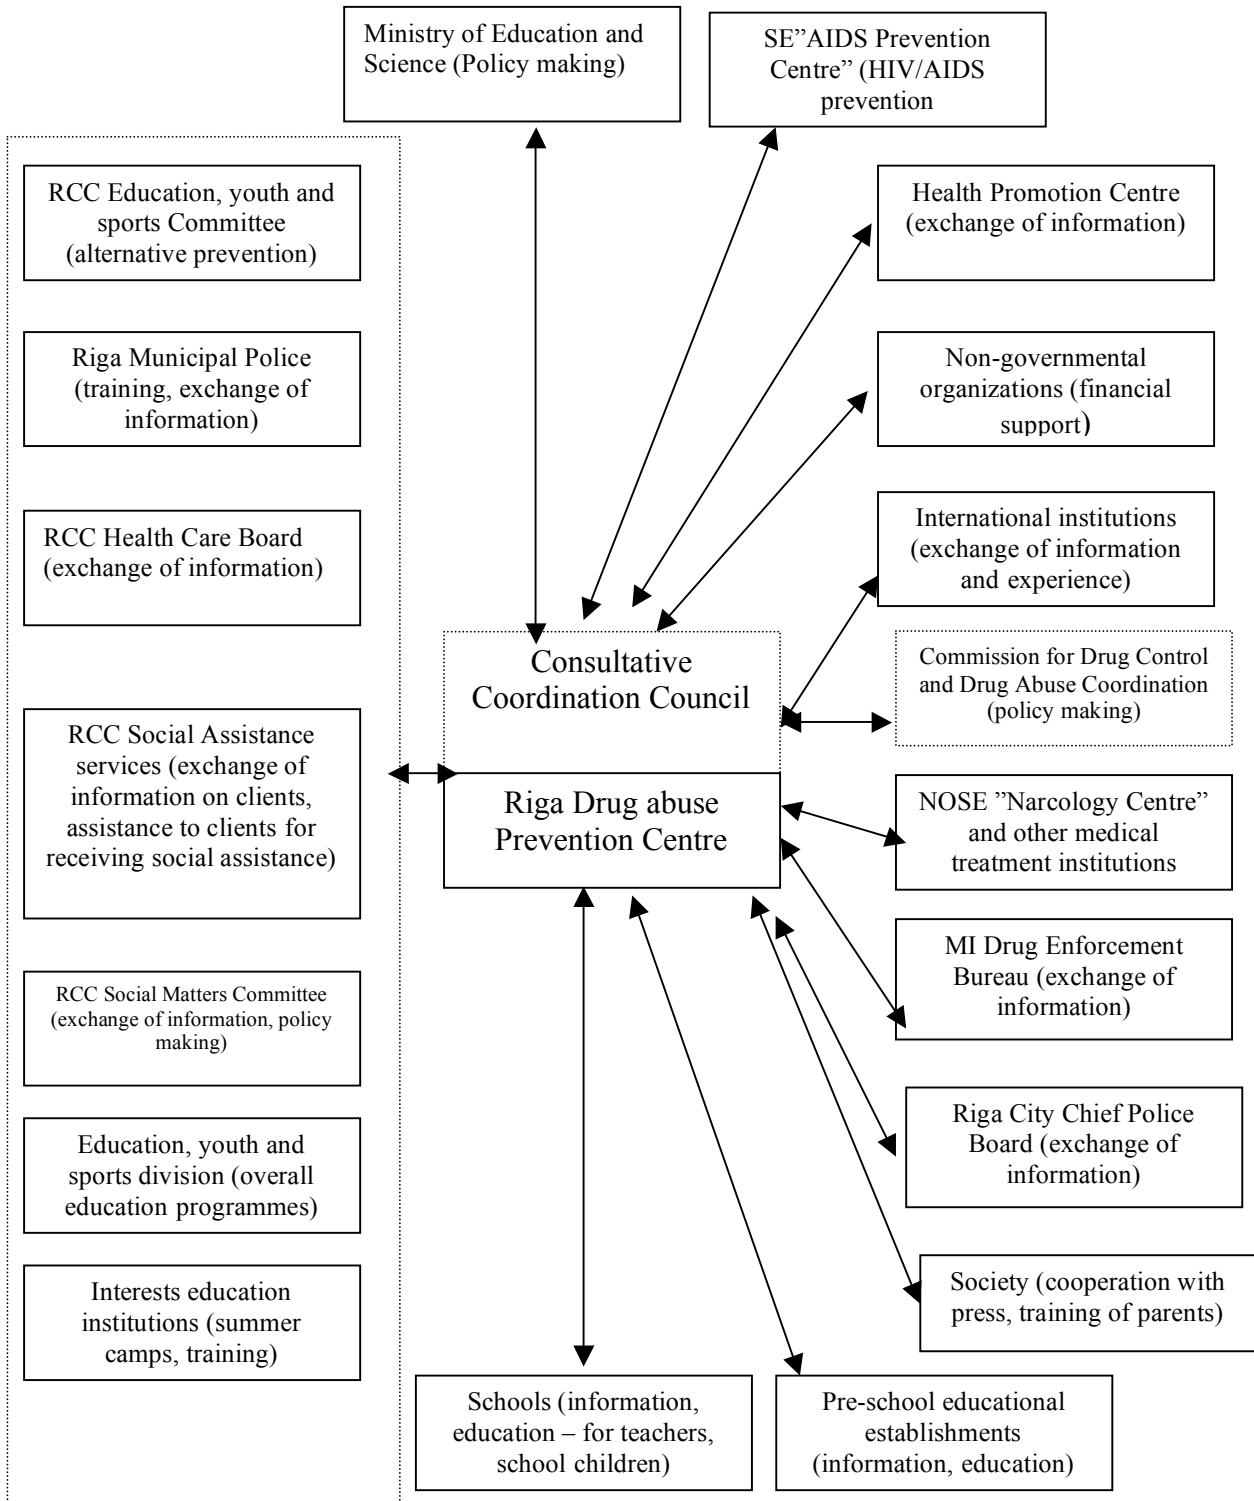 Ministry of Education and
Science (Policy making)
SE”AIDS Prevention
Centre” (HIV/AIDS
prevention
RCC Education, youth and
sports Committee
(alternative prevention)
Riga Municipal Police
(training, exchange of
information)
RCC Health Care Board
(exchange of information)
RCC Social Assistance
services (exchange of
information on clients,
assistance to clients for
receiving social assistance)
RCC Social Matters Committee
(exchange of information, policy
making)
Education, youth and
sports division (overall
education programmes)
Interests education
institutions (summer
camps, training)
Consultative
Coordination Council
Riga Drug abuse
Prevention Centre
Health Promotion Centre
(exchange of information)
Non-governmental
organizations (financial
support)
International institutions
(exchange of information
and experience)
Commission for Drug Control
and Drug Abuse Coordination
(policy making)
NOSE ”Narcology Centre”
and other medical
treatment institutions
MI Drug Enforcement
Bureau (exchange of
information)
Riga City Chief Police
Board (exchange of
information)
Society (cooperation with
press, training of parents)
Schools (information,
education – for teachers,
school children)
Pre-school educational
establishments
(information, education)